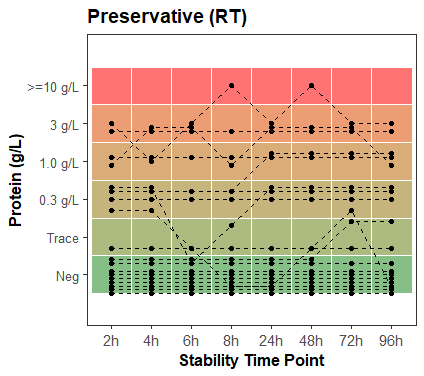 Preservative (RT)
Protein (g/L)
>=10 g/L
3 g/L
1.0 g/L
0.3 g/L
Trace
Neg
2h 4h 6h 8h 24h 48h 72h 96h
Stability Time Point